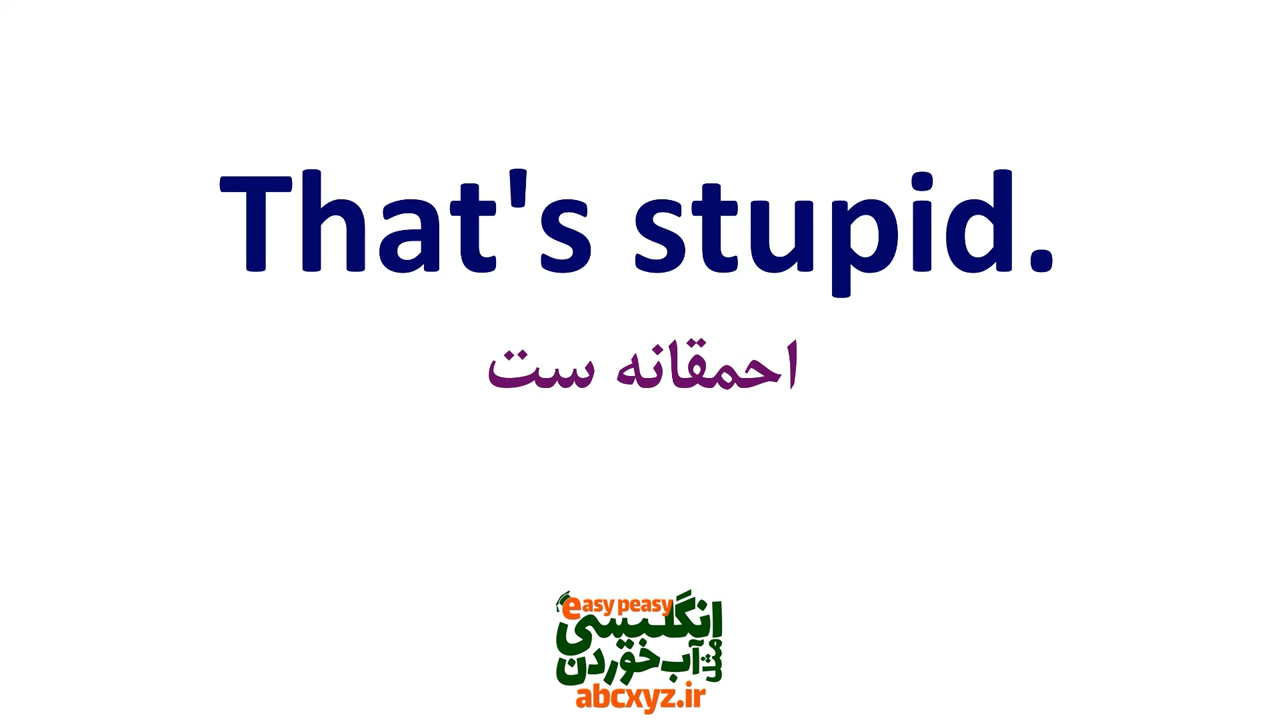 That's stupid.
احمقانه ست
easy peasy
انگلیسی
مثل آب خوردن
abcxyz.ir